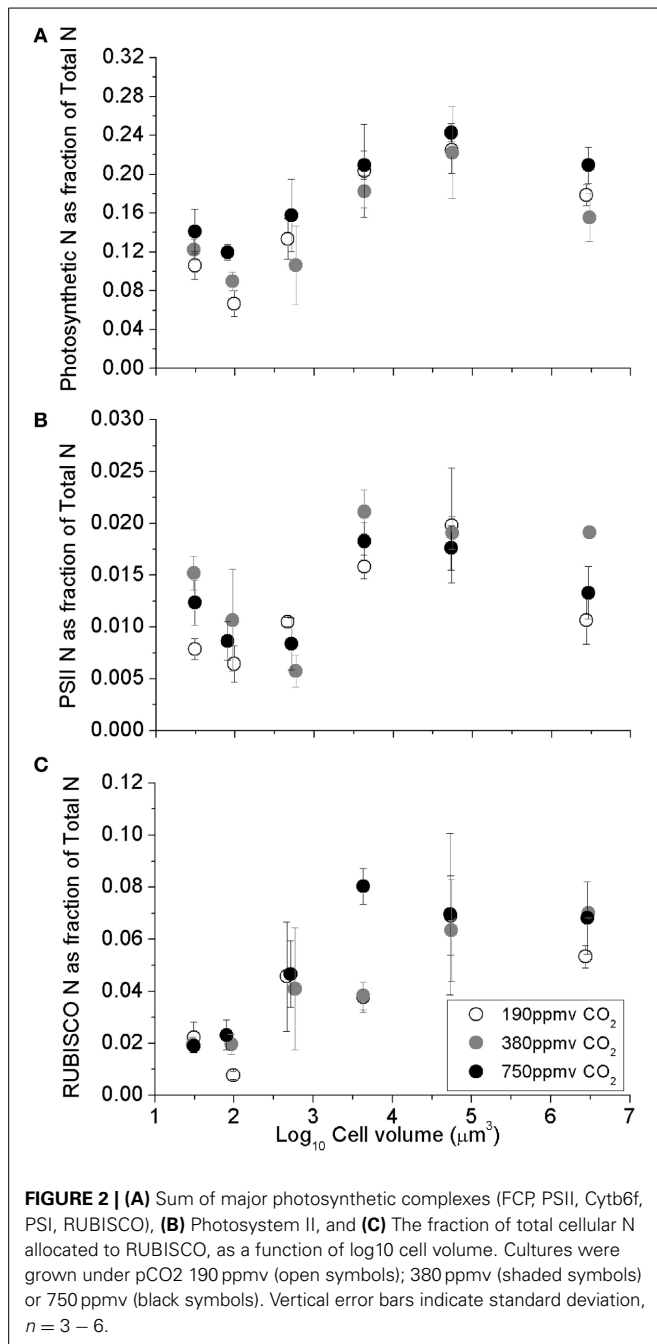 A
0.32
0.28
0.24
0.20
0.16
0.12
0.08
0.04
0.00
Photosynthetic N as fraction of Total N
B
0.030
0.025
0.020
0.015
0.010
0.005
0.000
PSII N as fraction of Total N
C
0.12
0.10
0.08
0.06
0.04
0.02
0.00
RUBISCO N as fraction of Total N
190ppmv CO₂
380ppmv CO₂
750ppmv CO₂
1 2 3 4 5 6 7
Log₁₀ Cell volume (μm³)
FIGURE 2 | (A) Sum of major photosynthetic complexes (FCP, PSII, Cytb6f,
PSI, RUBISCO), (B) Photosystem II, and (C) The fraction of total cellular N
allocated to RUBISCO, as a function of log10 cell volume. Cultures were
grown under pCO2 190 ppmv (open symbols); 380 ppmv (shaded symbols)
or 750 ppmv (black symbols). Vertical error bars indicate standard deviation,
n = 3 – 6.